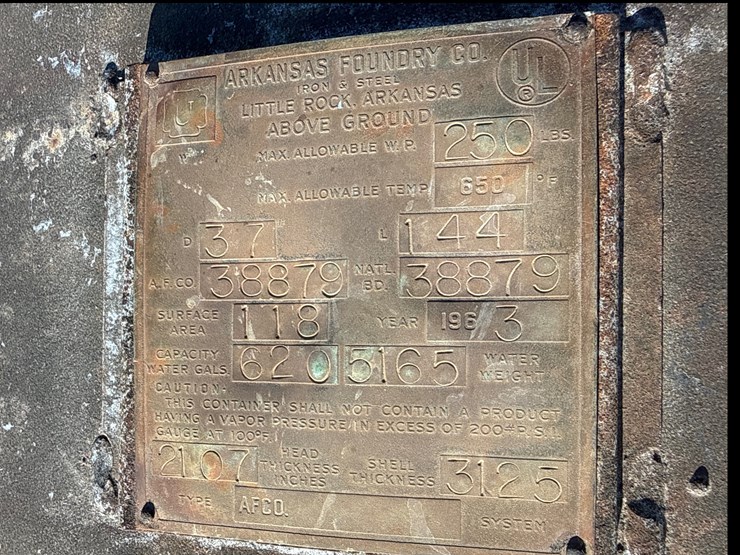 ARKANSAS FOUNDRY CO.
IRON & STEEL
LITTLE ROCK, ARKANSAS
ABOVE GROUND
UL
®
U
W
MAX. ALLOWABLE W.P. 250 LBS.
MAX. ALLOWABLE TEMP. 650 °F
D 37 L 144
A.F.CO. 38879 NATL. BD. 38879
SURFACE AREA 118 YEAR 1963
CAPACITY WATER GALS. 620 5165 WATER WEIGHT
CAUTION:
THIS CONTAINER SHALL NOT CONTAIN A PRODUCT
HAVING A VAPOR PRESSURE IN EXCESS OF 200# P.S.I.
GAUGE AT 100°F.
2107 HEAD THICKNESS INCHES SHELL THICKNESS 3125
TYPE AFCO. SYSTEM